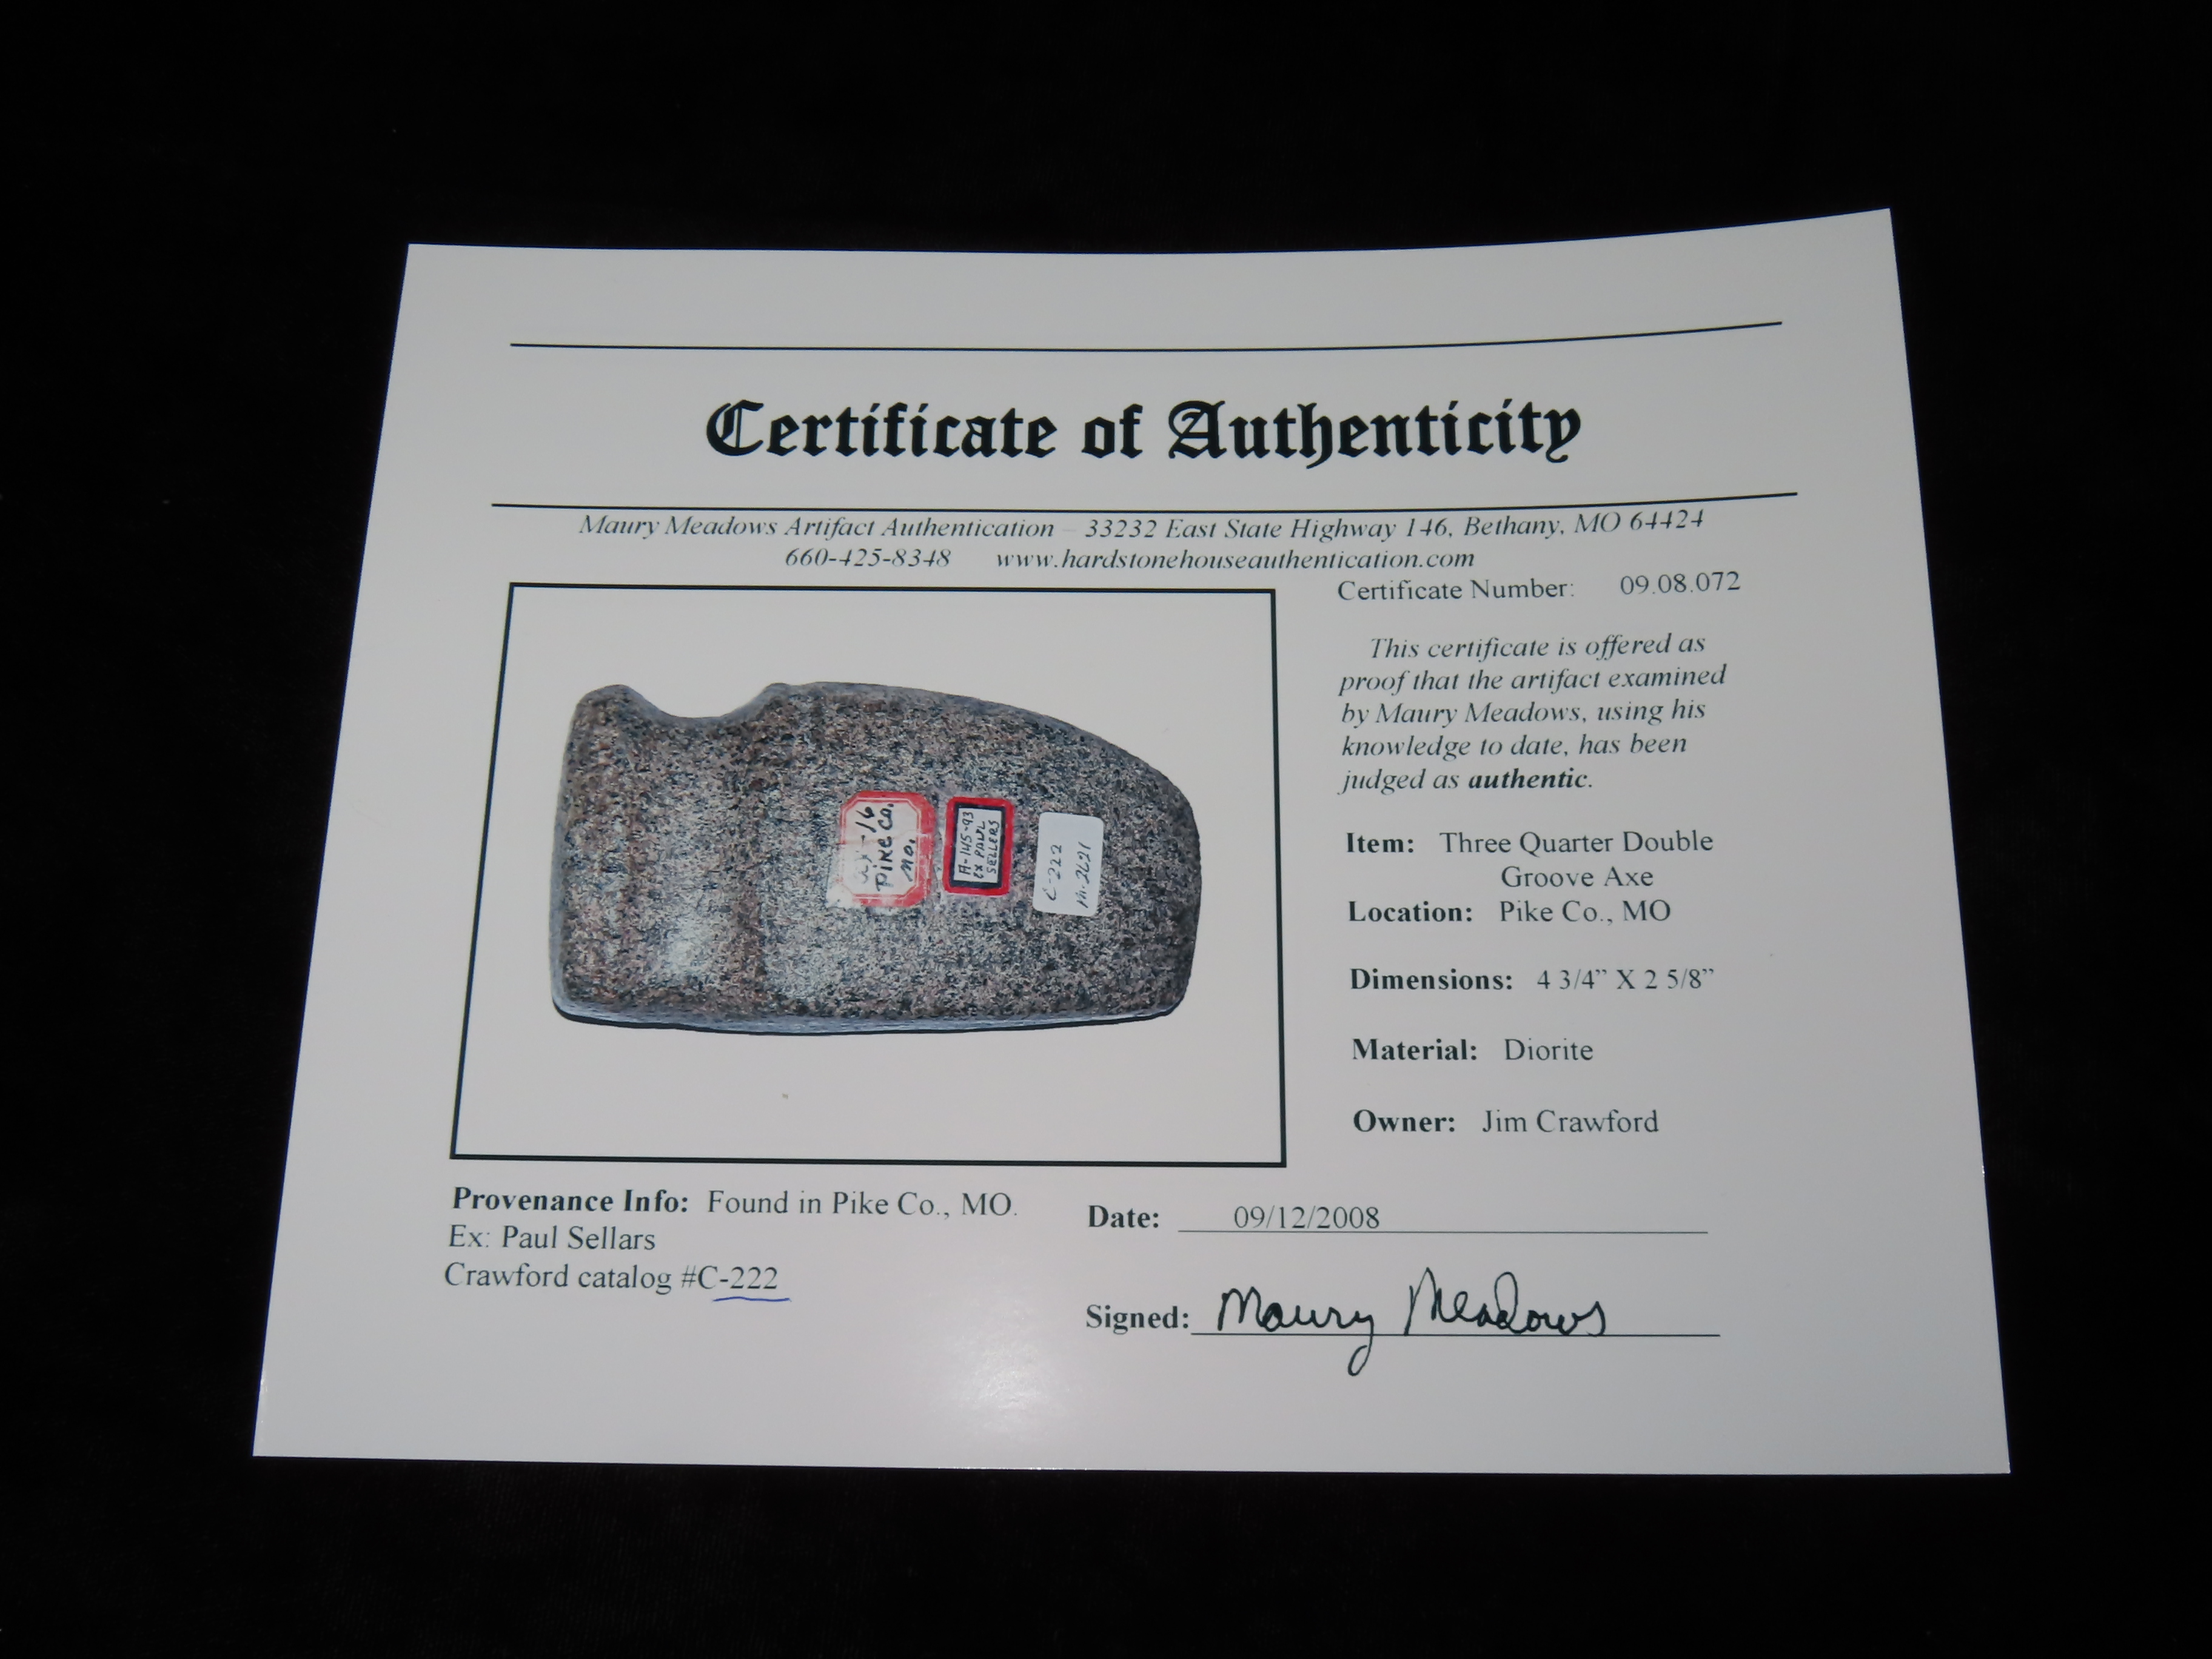 Certificate of Authenticity
Maury Meadows Artifact Authentication – 33232 East State Highway 146, Bethany, MO 64424
660-425-8348 www.hardstonehouseauthentication.com
Certificate Number: 09.08.072
This certificate is offered as
proof that the artifact examined
by Maury Meadows, using his
knowledge to date, has been
judged as authentic.
Item: Three Quarter Double
Groove Axe
Location: Pike Co., MO
Dimensions: 4 3/4” X 2 5/8”
Material: Diorite
Owner: Jim Crawford
Pike Co.
Mo.
A-145-93
EX PAUL
SELLERS
C-222
M-2621
Provenance Info: Found in Pike Co., MO.
Ex: Paul Sellars
Crawford catalog #C-222
Date: 09/12/2008
Signed: Maury Meadows